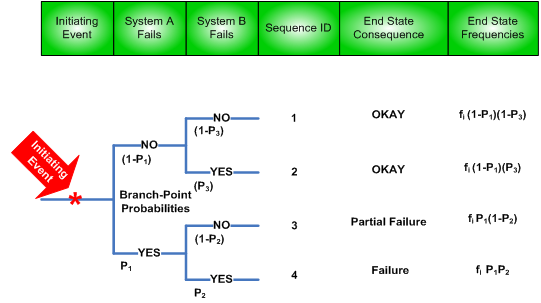 Initiating Event
System A Fails
System B Fails
Sequence ID
End State Consequence
End State Frequencies
NO
(1-P3)
1
OKAY
fi (1-P1)(1-P3)
NO
(1-P1)
YES
(P3)
2
OKAY
fi (1-P1)(P3)
Initiating
Event
*
Branch-Point
Probabilities
NO
(1-P2)
3
Partial Failure
fi P1(1-P2)
YES
P1
YES
P2
4
Failure
fi P1P2